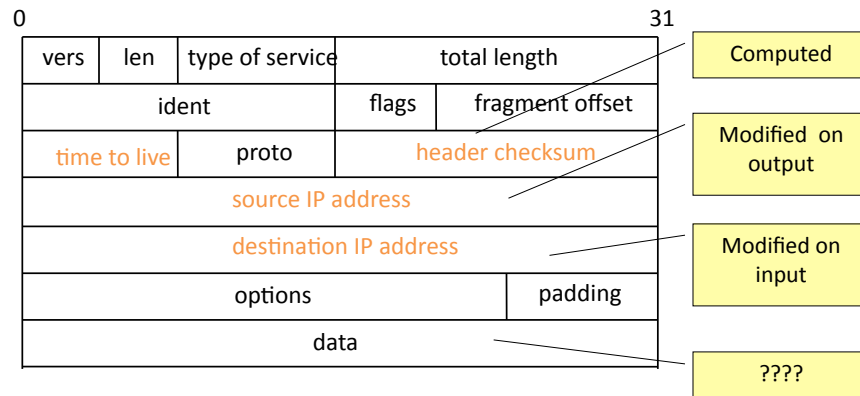 0 31
vers len type of service total length
Computed
ident flags fragment offset
time to live proto header checksum
Modified on
output
source IP address
destination IP address
Modified on
input
options padding
data
????